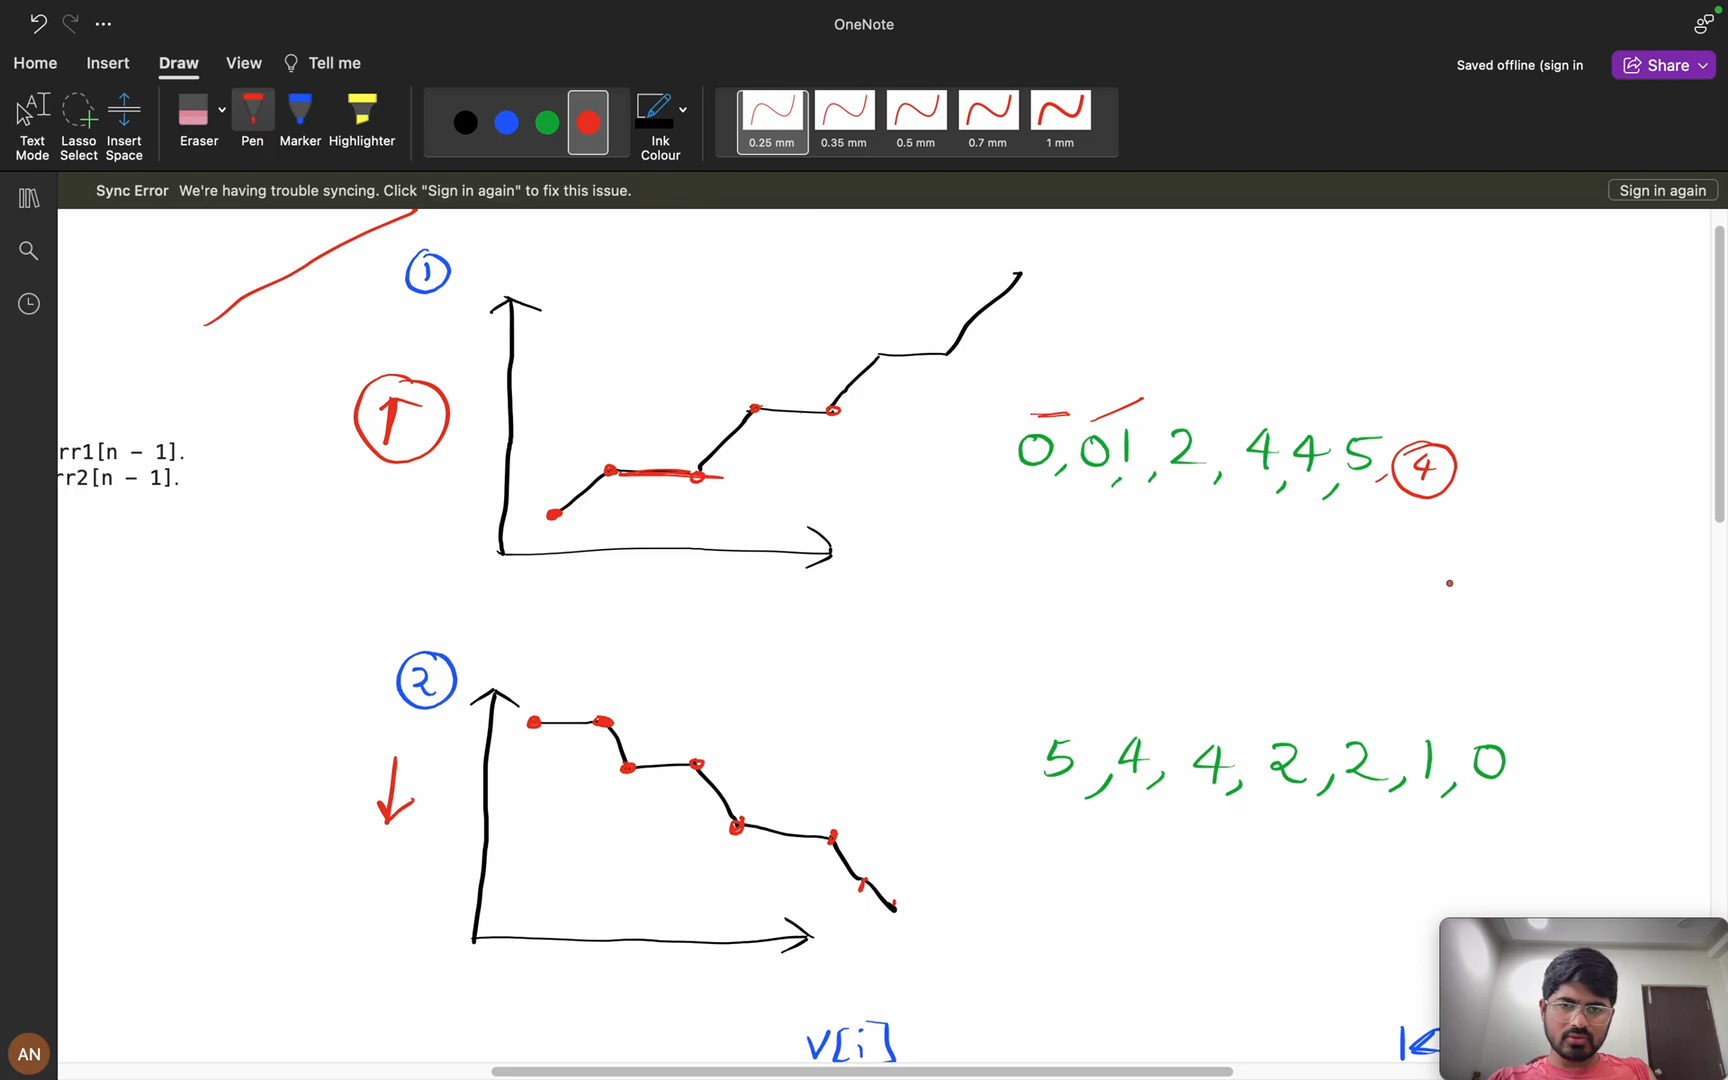 OneNote
Home Insert Draw View Tell me
Saved offline (sign in
Share
Text Mode
Lasso Select
Insert Space
Eraser
Pen
Marker
Highlighter
Ink Colour
0.25 mm
0.35 mm
0.5 mm
0.7 mm
1 mm
Sync Error We're having trouble syncing. Click "Sign in again" to fix this issue.
Sign in again
1
rr1[n - 1].
rr2[n - 1].
0, 0, 1, 2, 4, 4, 5, 4
2
5, 4, 4, 2, 2, 1, 0
v[i]
AN